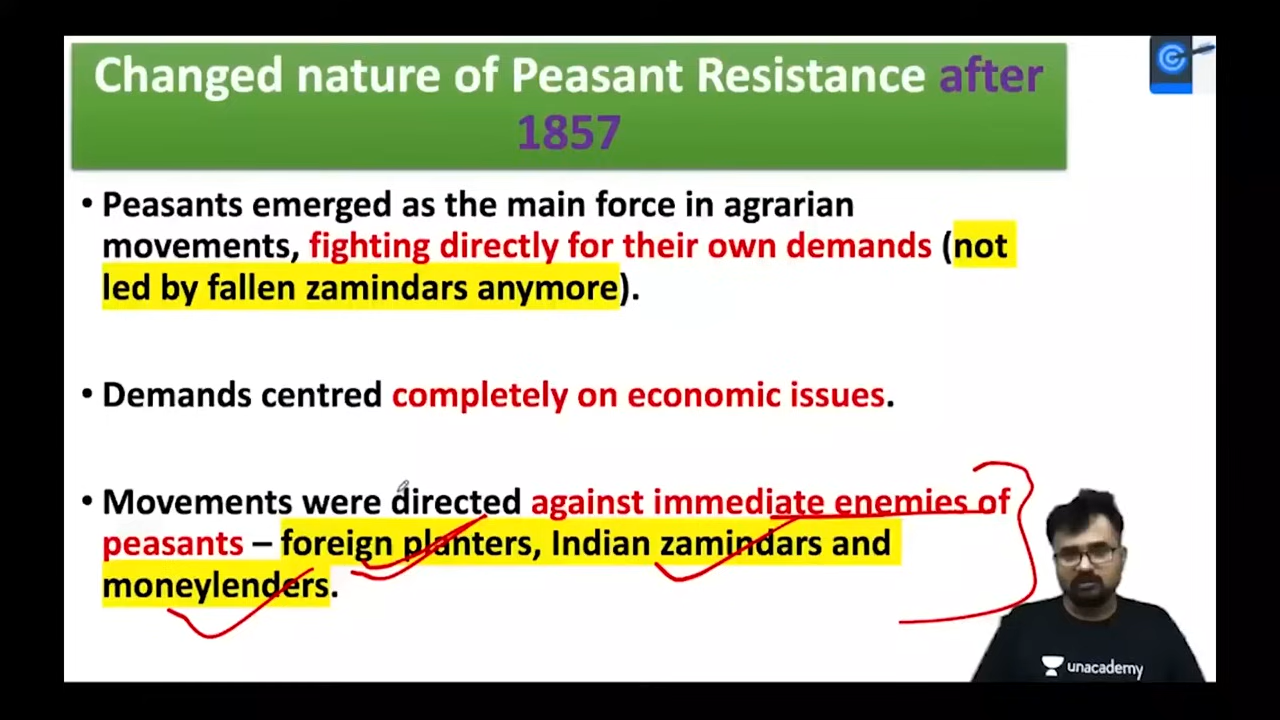 Changed nature of Peasant Resistance after
1857
• Peasants emerged as the main force in agrarian
movements, fighting directly for their own demands (not
led by fallen zamindars anymore).
• Demands centred completely on economic issues.
• Movements were directed against immediate enemies of
peasants – foreign planters, Indian zamindars and
moneylenders.
unacademy